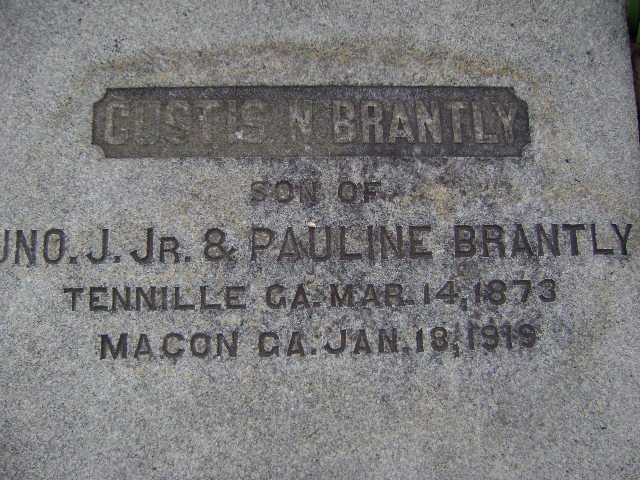 CUSTIS N BRANTLY
SON OF
JNO. J. JR. & PAULINE BRANTLY
TENNILLE GA. MAR. 14, 1873
MACON GA. JAN. 18, 1919